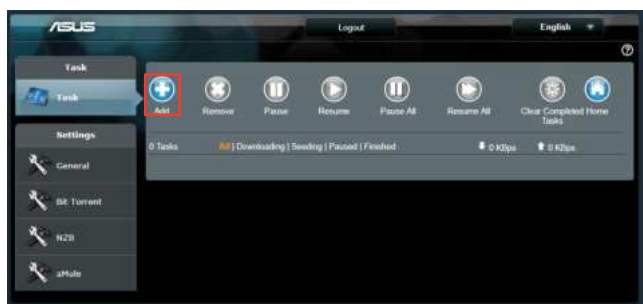 ASUS
Logout
English
Task
Task
Add
Remove
Pause
Resume
Pause All
Resume All
Clear Completed Tasks
Home
0 Tasks
All | Downloading | Seeding | Paused | Finished
0 KBps
0 KBps
Settings
General
Bit Torrent
NZB
aMule